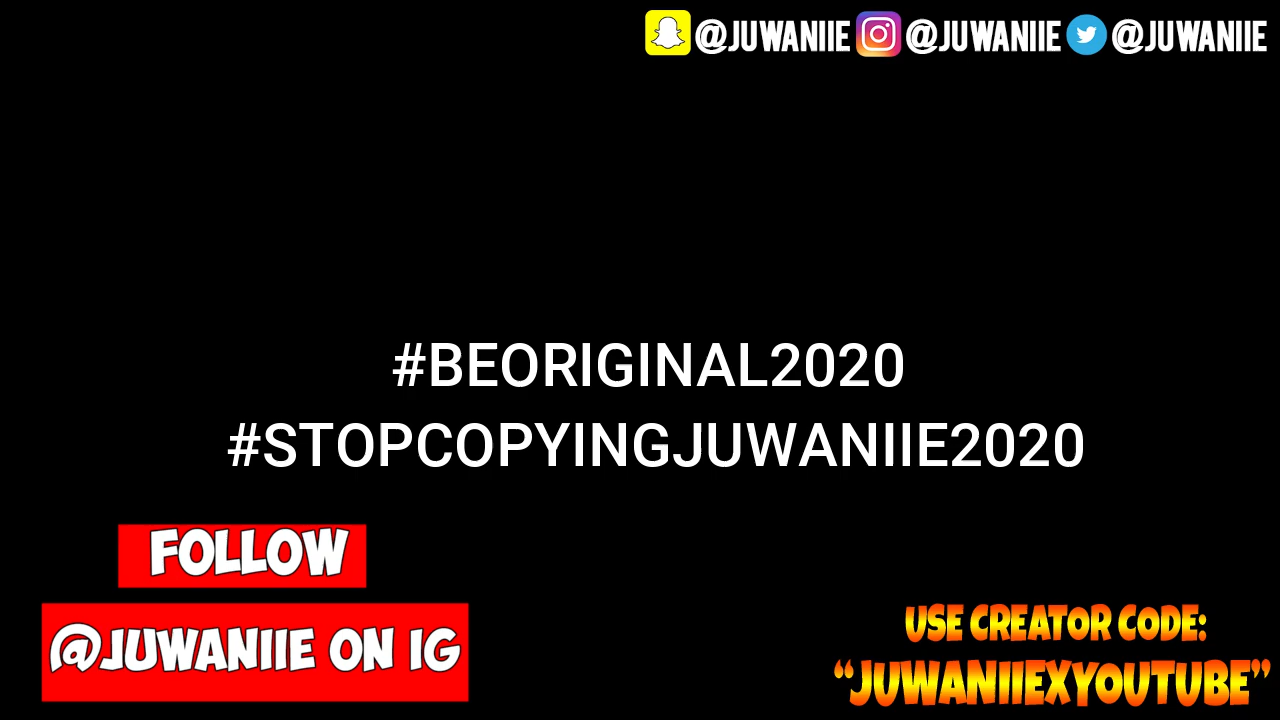 @JUWANIIE @JUWANIIE @JUWANIIE
#BEORIGINAL2020
#STOPCOPYINGJUWANIIE2020
FOLLOW
@JUWANIIE ON IG
USE CREATOR CODE:
“JUWANIIEXYOUTUBE”